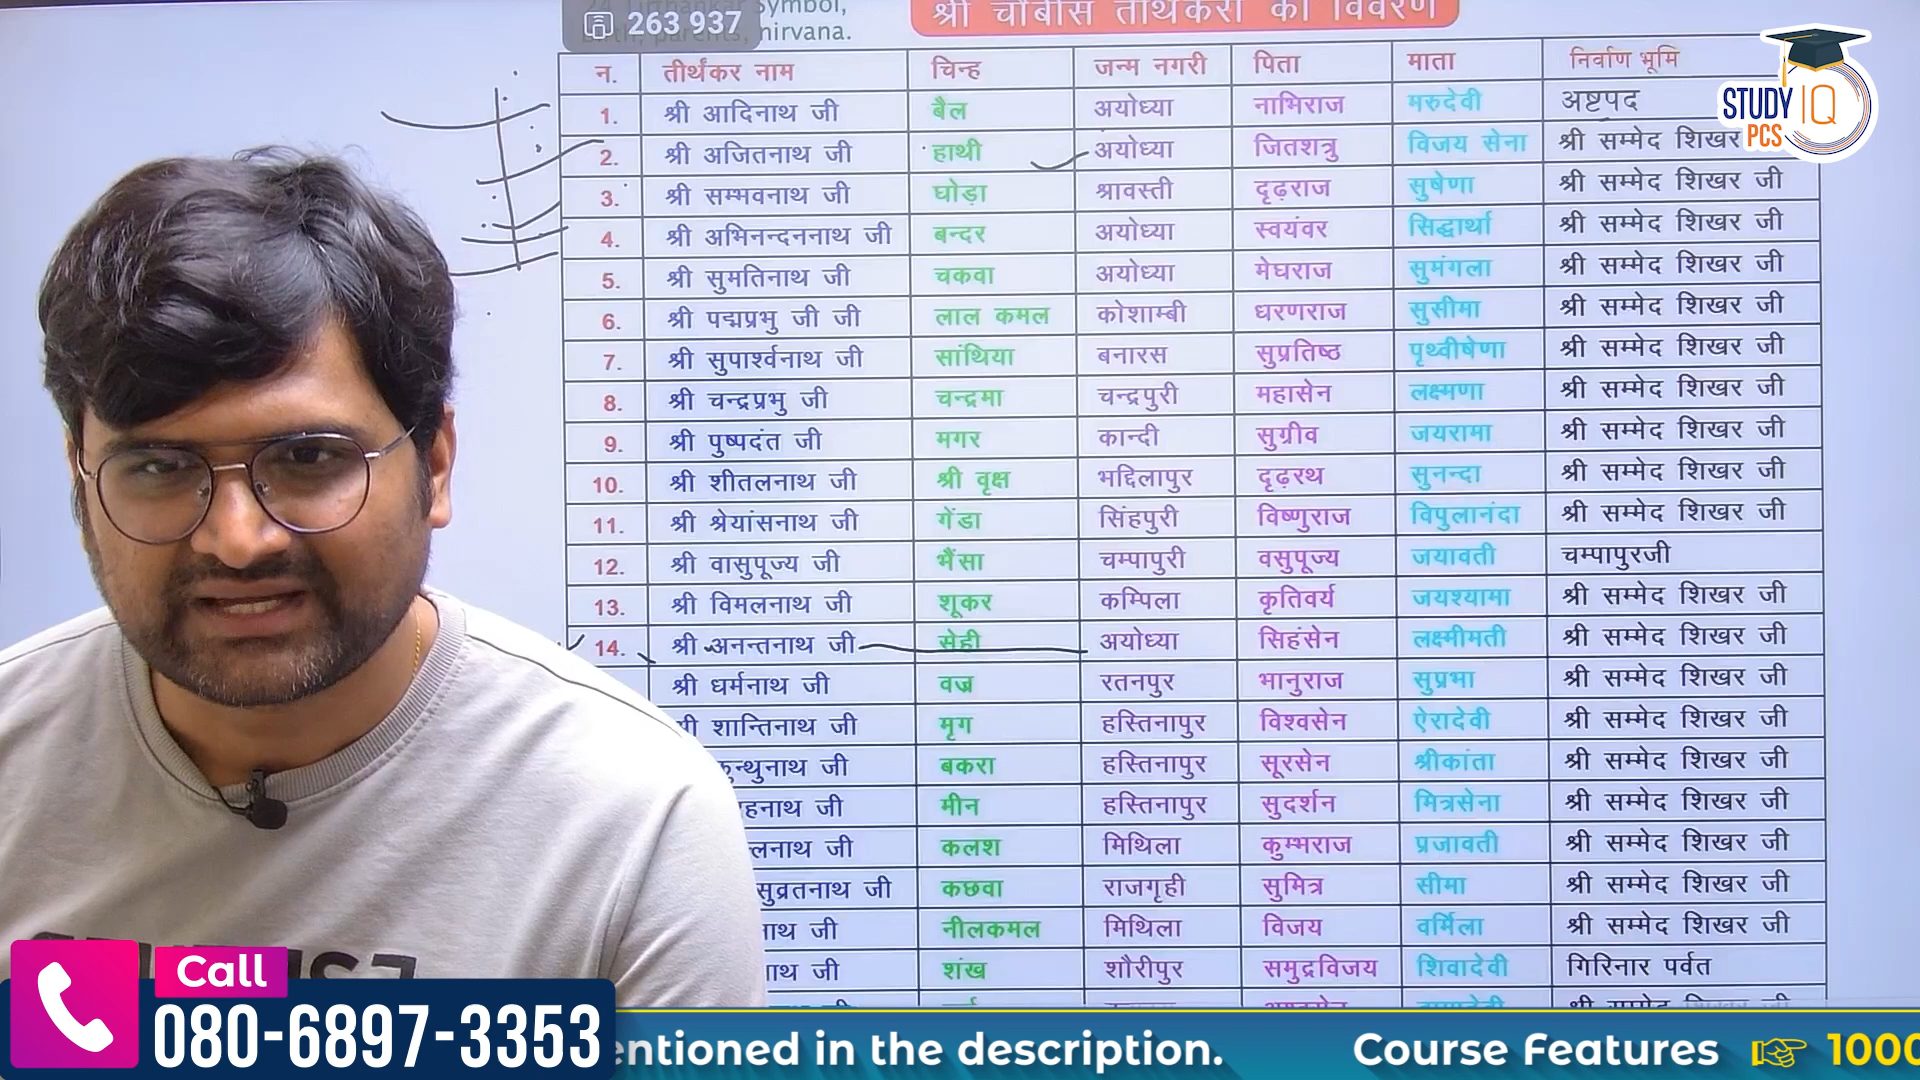 symbol,
nirvana.
263 937
श्री चौबीस तीर्थंकरों का विवरण
न. तीर्थंकर नाम चिन्ह जन्म नगरी पिता माता निर्वाण भूमि
1. श्री आदिनाथ जी बैल अयोध्या नाभिराज मरुदेवी अष्टपद
2. श्री अजितनाथ जी हाथी अयोध्या जितशत्रु विजय सेना श्री सम्मेद शिखर
3. श्री सम्भवनाथ जी घोड़ा श्रावस्ती दृढ़राज सुषेणा श्री सम्मेद शिखर जी
4. श्री अभिनन्दननाथ जी बन्दर अयोध्या स्वयंवर सिद्धार्था श्री सम्मेद शिखर जी
5. श्री सुमतिनाथ जी चकवा अयोध्या मेघराज सुमंगला श्री सम्मेद शिखर जी
6. श्री पद्मप्रभु जी जी लाल कमल कोशाम्बी धरणराज सुसीमा श्री सम्मेद शिखर जी
7. श्री सुपार्श्वनाथ जी सांथिया बनारस सुप्रतिष्ठ पृथ्वीषेणा श्री सम्मेद शिखर जी
8. श्री चन्द्रप्रभु जी चन्द्रमा चन्द्रपुरी महासेन लक्ष्मणा श्री सम्मेद शिखर जी
9. श्री पुष्पदंत जी मगर कान्दी सुग्रीव जयरामा श्री सम्मेद शिखर जी
10. श्री शीतलनाथ जी श्री वृक्ष भद्दिलापुर दृढ़रथ सुनन्दा श्री सम्मेद शिखर जी
11. श्री श्रेयांसनाथ जी गेंडा सिंहपुरी विष्णुराज विपुलानंदा श्री सम्मेद शिखर जी
12. श्री वासुपूज्य जी भैंसा चम्पापुरी वसुपूज्य जयावती चम्पापुरजी
13. श्री विमलनाथ जी शूकर कम्पिला कृतिवर्य जयश्यामा श्री सम्मेद शिखर जी
14. श्री अनन्तनाथ जी सेही अयोध्या सिहंसेन लक्ष्मीमती श्री सम्मेद शिखर जी
श्री धर्मनाथ जी वज्र रतनपुर भानुराज सुप्रभा श्री सम्मेद शिखर जी
शान्तिनाथ जी मृग हस्तिनापुर विश्वसेन ऐरादेवी श्री सम्मेद शिखर जी
कुन्थुनाथ जी बकरा हस्तिनापुर सूरसेन श्रीकांता श्री सम्मेद शिखर जी
हनाथ जी मीन हस्तिनापुर सुदर्शन मित्रसेना श्री सम्मेद शिखर जी
लनाथ जी कलश मिथिला कुम्भराज प्रजावती श्री सम्मेद शिखर जी
सुव्रतनाथ जी कछवा राजगृही सुमित्र सीमा श्री सम्मेद शिखर जी
नाथ जी नीलकमल मिथिला विजय वर्मिला श्री सम्मेद शिखर जी
नाथ जी शंख शौरीपुर समुद्रविजय शिवादेवी गिरिनार पर्वत
STUDY IQ
PCS
Call
080-6897-3353
entioned in the description. Course Features 1000